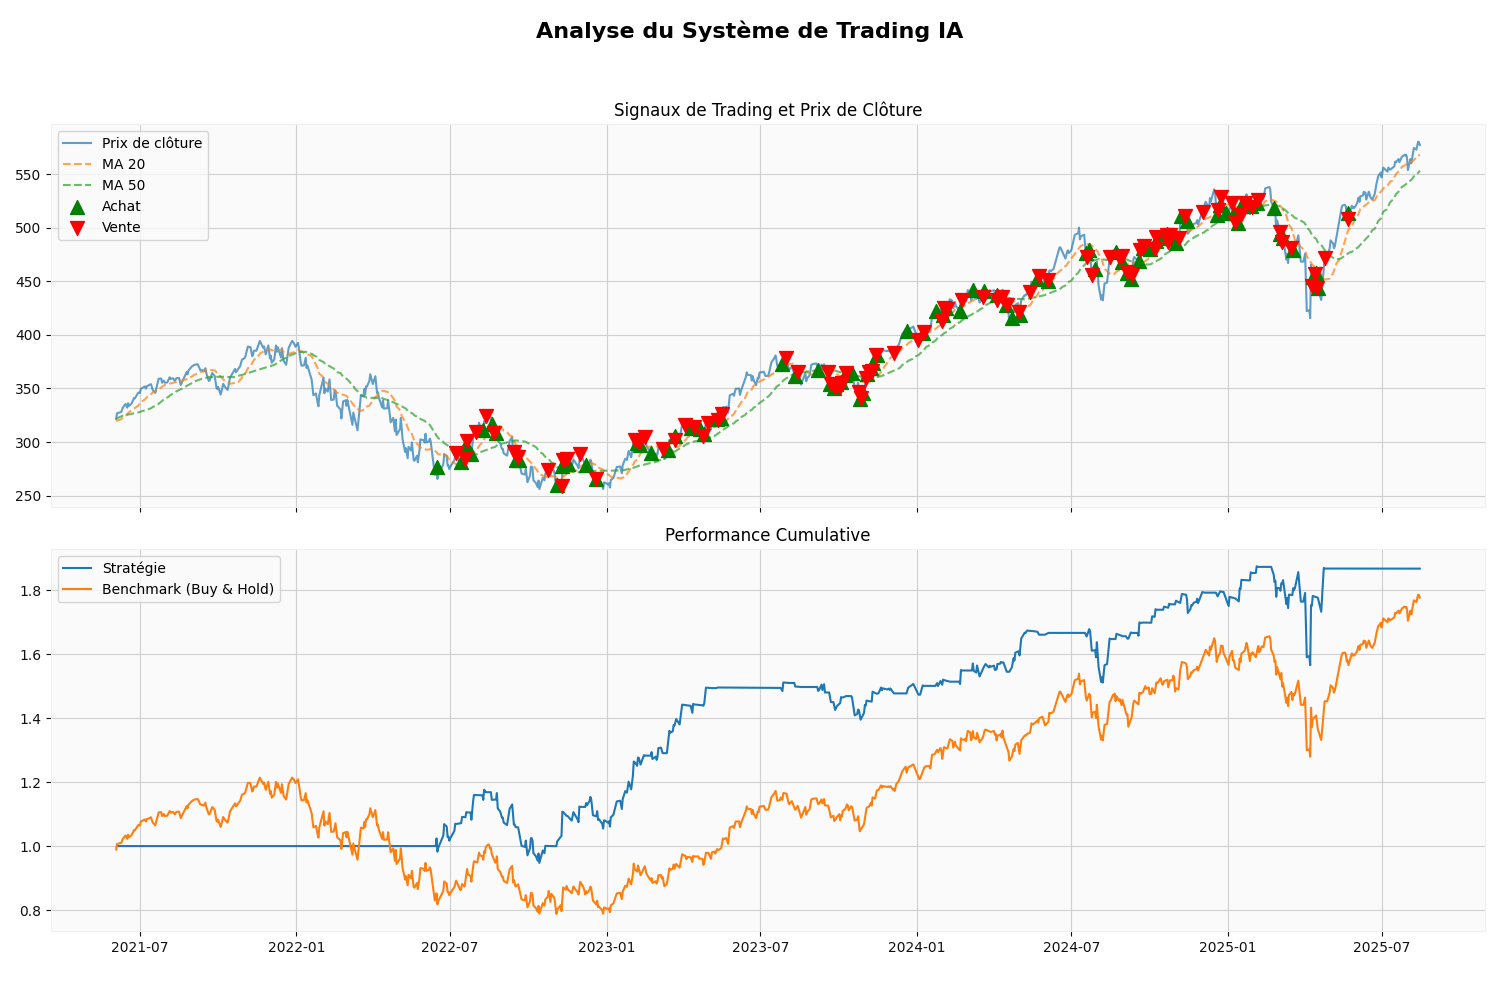 Analyse du Système de Trading IA
Signaux de Trading et Prix de Clôture
Prix de clôture
MA 20
MA 50
Achat
Vente
550
500
450
400
350
300
250
Performance Cumulative
Stratégie
Benchmark (Buy & Hold)
1.8
1.6
1.4
1.2
1.0
0.8
2021-07 2022-01 2022-07 2023-01 2023-07 2024-01 2024-07 2025-01 2025-07